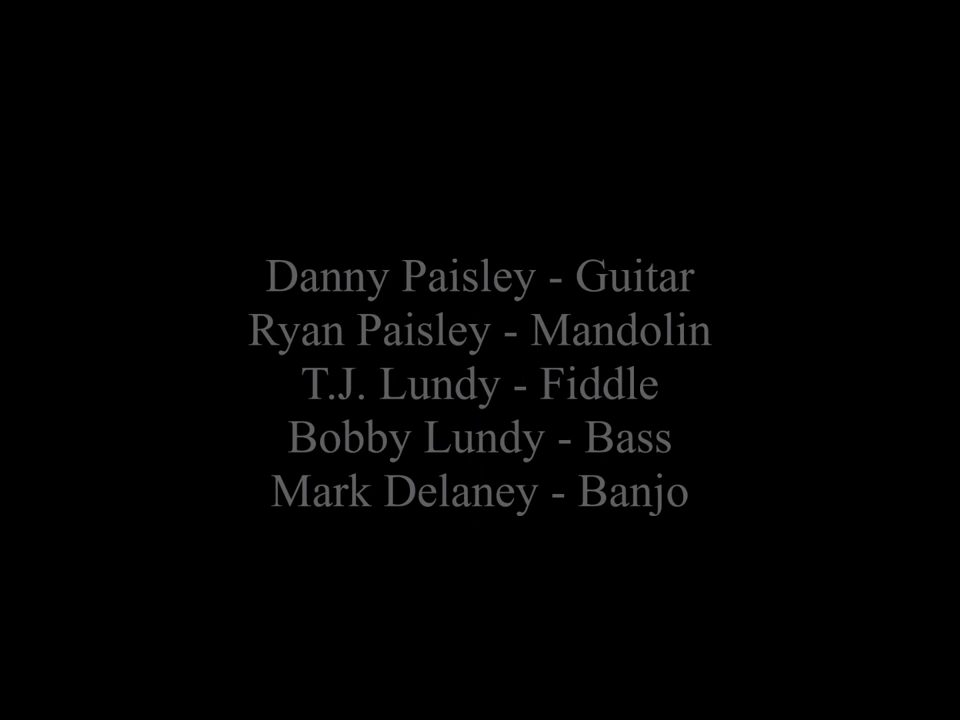 Danny Paisley - Guitar
Ryan Paisley - Mandolin
T.J. Lundy - Fiddle
Bobby Lundy - Bass
Mark Delaney - Banjo